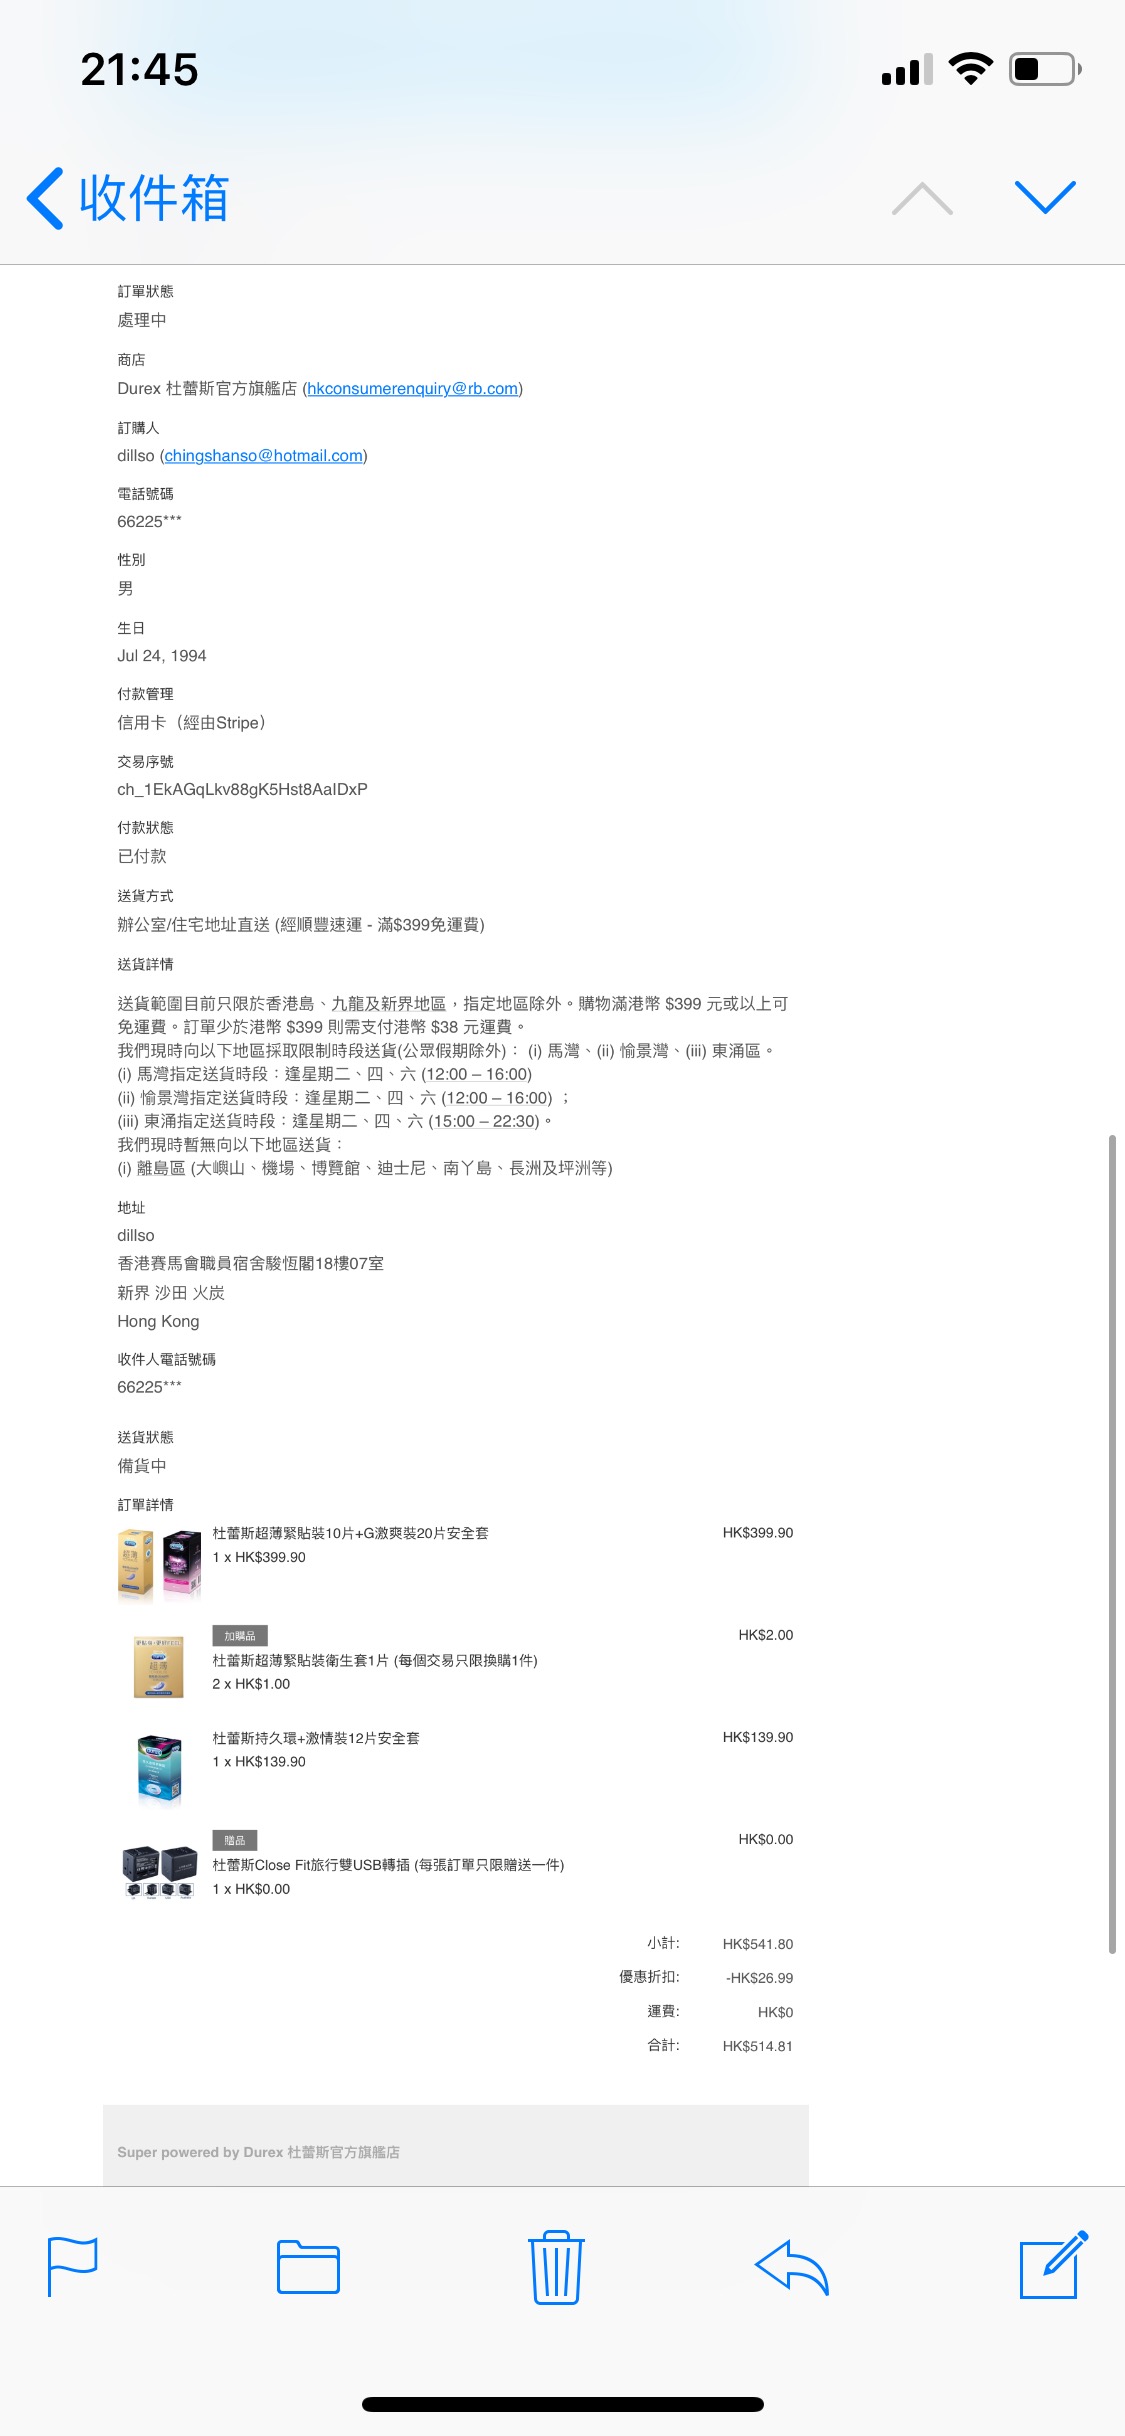 21:45
收件箱
訂單狀態
處理中
商店
Durex 杜蕾斯官方旗艦店 (hkconsumerenquiry@rb.com)
訂購人
dillso (chingshanso@hotmail.com)
電話號碼
66225***
性別
男
生日
Jul 24, 1994
付款管理
信用卡（經由Stripe）
交易序號
ch_1EkAGqLkv88gK5Hst8AaIDxP
付款狀態
已付款
送貨方式
辦公室/住宅地址直送 (經順豐速運 - 滿$399免運費)
送貨詳情
送貨範圍目前只限於香港島、九龍及新界地區，指定地區除外。購物滿港幣 $399 元或以上可
免運費。訂單少於港幣 $399 則需支付港幣 $38 元運費。
我們現時向以下地區採取限制時段送貨(公眾假期除外)： (i) 馬灣、(ii) 愉景灣、(iii) 東涌區。
(i) 馬灣指定送貨時段：逢星期二、四、六 (12:00 – 16:00)
(ii) 愉景灣指定送貨時段：逢星期二、四、六 (12:00 – 16:00) ；
(iii) 東涌指定送貨時段：逢星期二、四、六 (15:00 – 22:30)。
我們現時暫無向以下地區送貨：
(i) 離島區 (大嶼山、機場、博覽館、迪士尼、南丫島、長洲及坪洲等)
地址
dillso
香港賽馬會職員宿舍駿恆閣18樓07室
新界 沙田 火炭
Hong Kong
收件人電話號碼
66225***
送貨狀態
備貨中
訂單詳情
杜蕾斯超薄緊貼裝10片+G激爽裝20片安全套 HK$399.90
1 x HK$399.90
加購品 HK$2.00
杜蕾斯超薄緊貼裝衛生套1片 (每個交易只限換購1件)
2 x HK$1.00
杜蕾斯持久環+激情裝12片安全套 HK$139.90
1 x HK$139.90
贈品 HK$0.00
杜蕾斯Close Fit旅行雙USB轉插 (每張訂單只限贈送一件)
1 x HK$0.00
小計: HK$541.80
優惠折扣: -HK$26.99
運費: HK$0
合計: HK$514.81
Super powered by Durex 杜蕾斯官方旗艦店